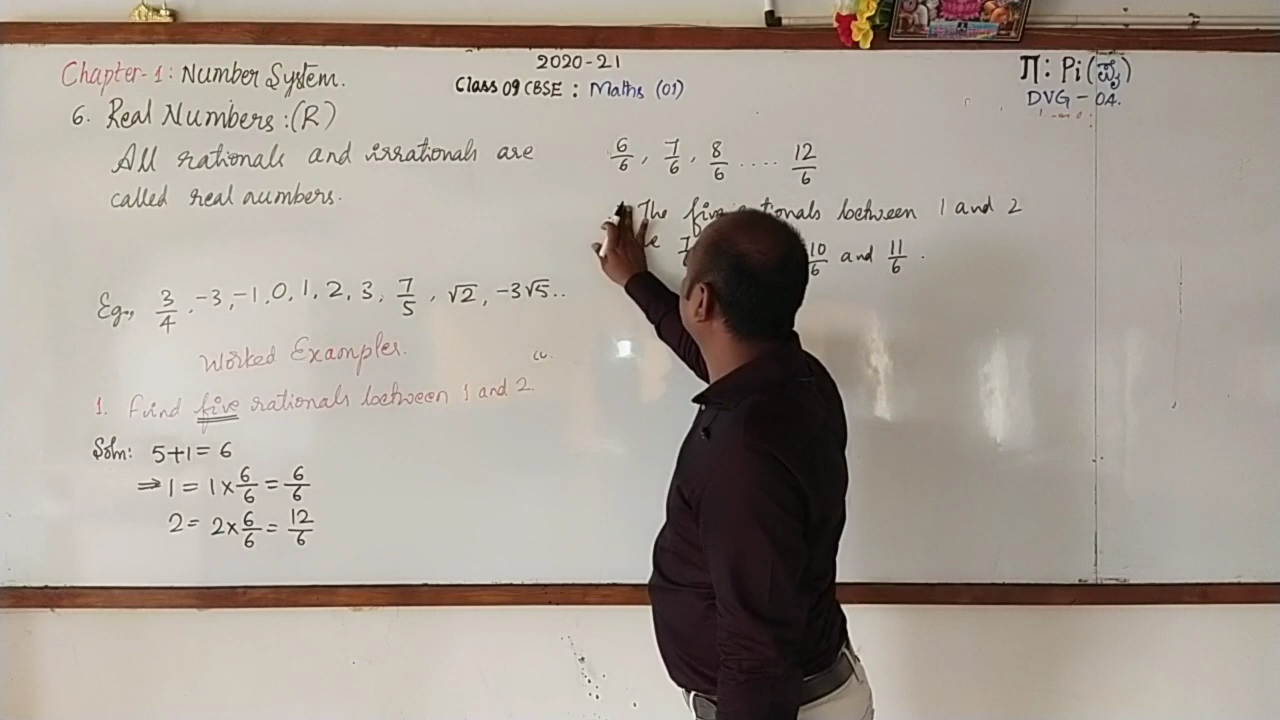 2020-21
Class 09 CBSE : Maths (01)
Π : Pi (ಪೈ)
DVG - 04.
Chapter-1 : Number System.
6. Real Numbers : (R)
All rationals and irrationals are
called real numbers.
Eg., 3/4, -3, -1, 0, 1, 2, 3, 7/5, √2, -3√5..
Worked Examples.
1. Find five rationals between 1 and 2.
Soln: 5+1 = 6
⇒ 1 = 1 × 6/6 = 6/6
2 = 2 × 6/6 = 12/6
6/6, 7/6, 8/6 .... 12/6
The five between 1 and 2
10/6 and 11/6.